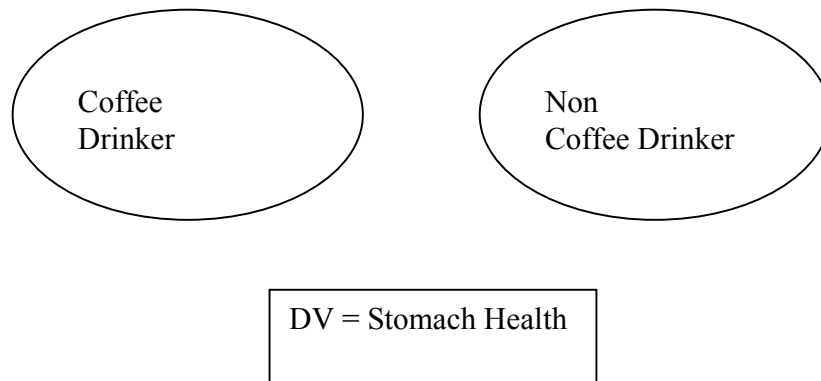 Coffee
Drinker
Non
Coffee Drinker
DV = Stomach Health